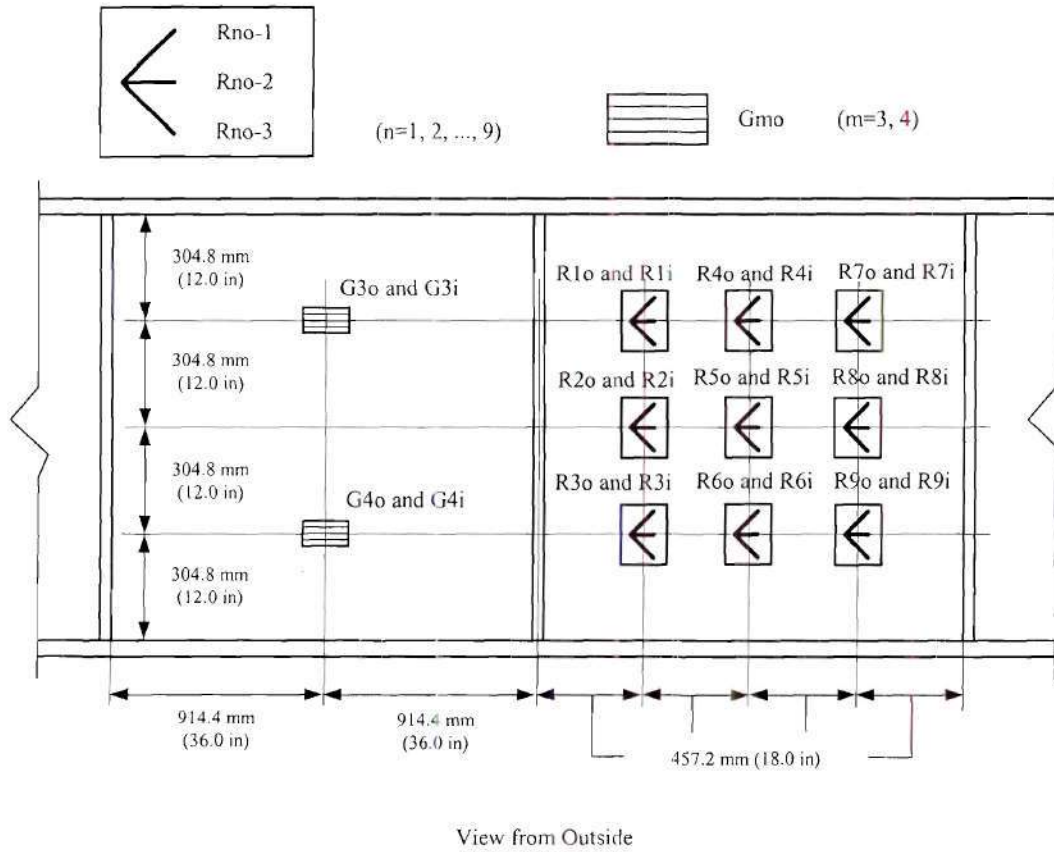 Rno-1
Rno-2
Rno-3
(n=1, 2, ..., 9)
Gmo
(m=3, 4)
304.8 mm
(12.0 in)
304.8 mm
(12.0 in)
304.8 mm
(12.0 in)
304.8 mm
(12.0 in)
G3o and G3i
G4o and G4i
R1o and R1i
R4o and R4i
R7o and R7i
R2o and R2i
R5o and R5i
R8o and R8i
R3o and R3i
R6o and R6i
R9o and R9i
914.4 mm
(36.0 in)
914.4 mm
(36.0 in)
457.2 mm (18.0 in)
View from Outside